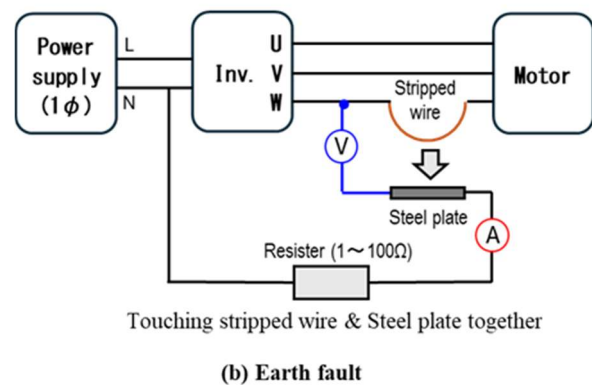 Power
supply
(1ϕ)
L
N
Inv.
U
V
W
Stripped
wire
Motor
V
Steel plate
A
Resister (1～100Ω)
Touching stripped wire & Steel plate together
(b) Earth fault